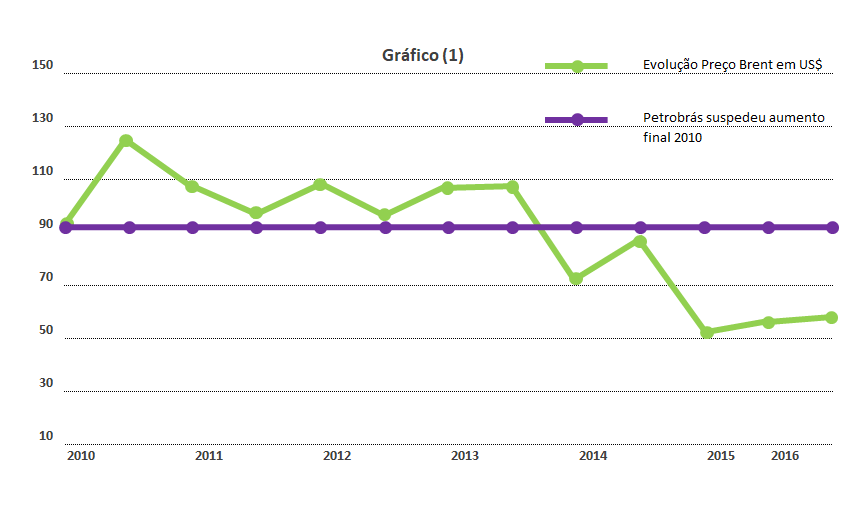 Gráfico (1)
Evolução Preço Brent em US$
Petrobrás suspedeu aumento
final 2010
150
130
110
90
70
50
30
10
2010 2011 2012 2013 2014 2015 2016